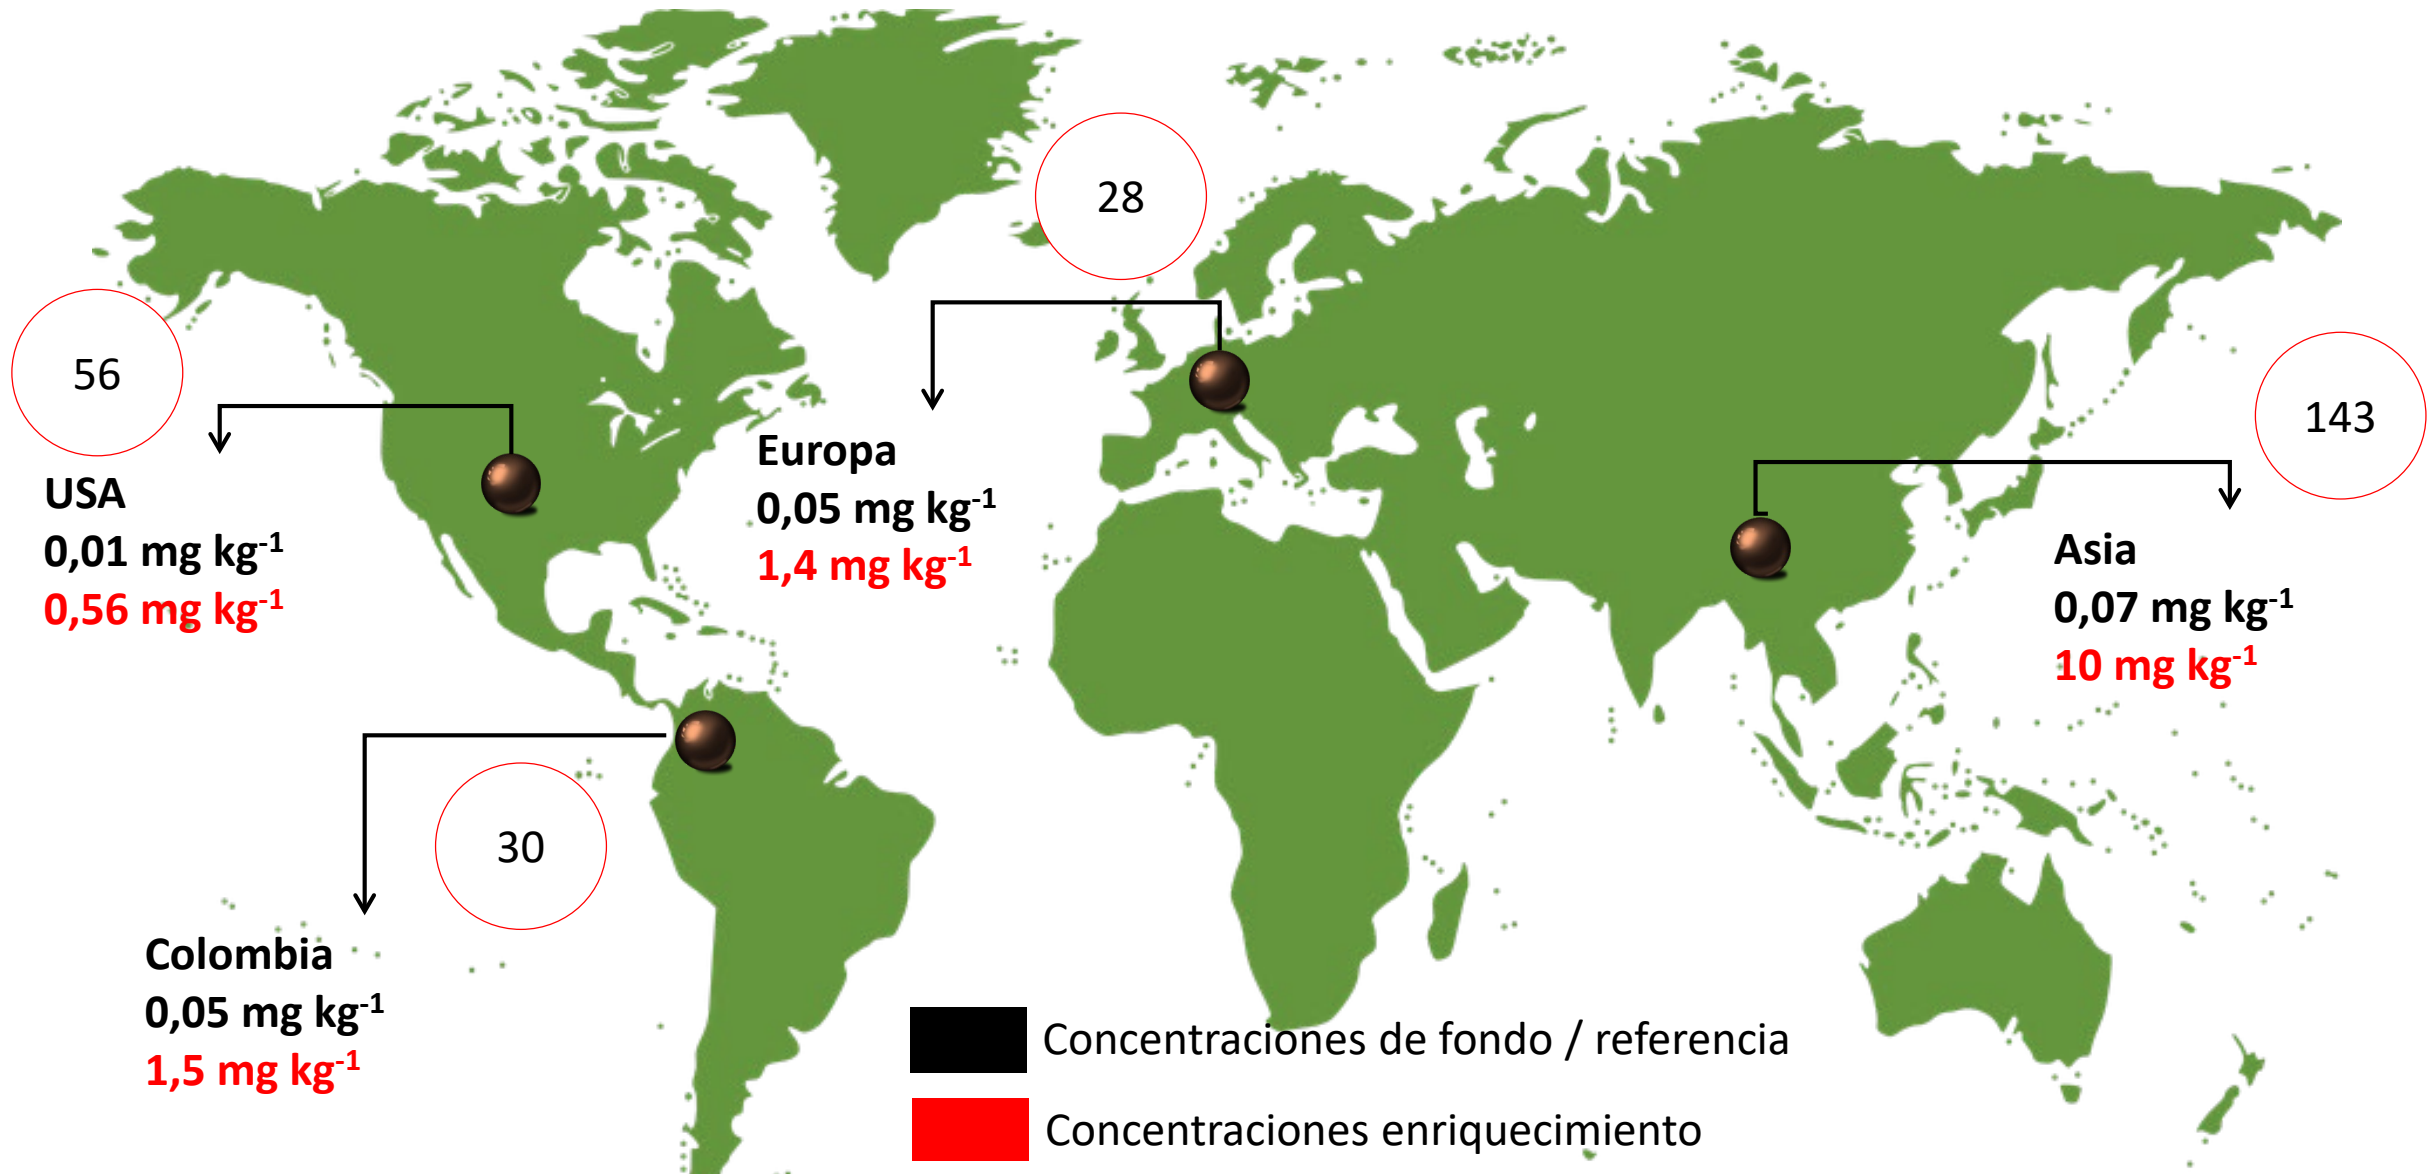 28
56
143
Europa
0,05 mg kg⁻¹
1,4 mg kg⁻¹
USA
0,01 mg kg⁻¹
0,56 mg kg⁻¹
Asia
0,07 mg kg⁻¹
10 mg kg⁻¹
30
Colombia
0,05 mg kg⁻¹
1,5 mg kg⁻¹
Concentraciones de fondo / referencia
Concentraciones enriquecimiento